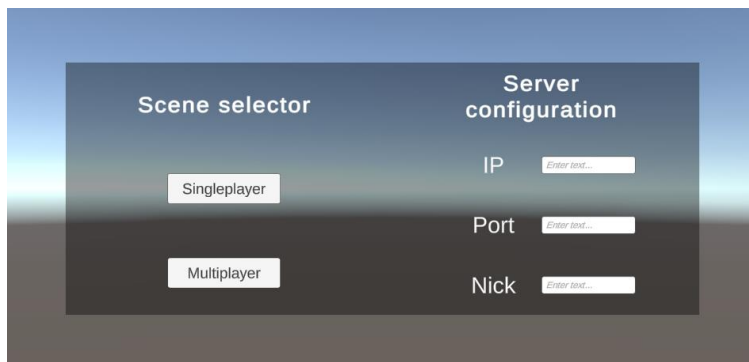 Scene selector
Singleplayer
Multiplayer
Server
configuration
IP
Enter text...
Port
Enter text...
Nick
Enter text...